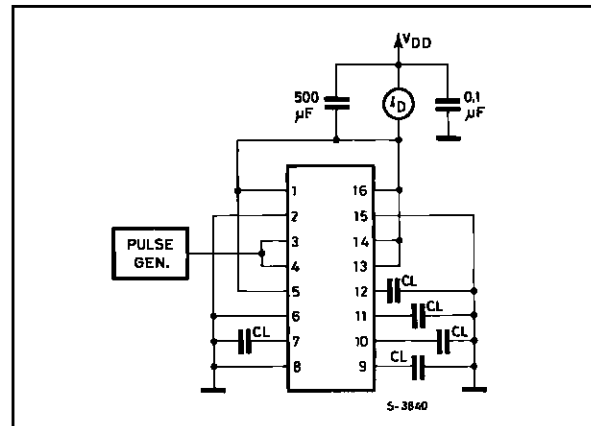 VDD
500 μF
ID
0.1 μF
1 16
2 15
3 14
4 13
5 12 CL
6 11 CL
7 CL 10 CL
8 9 CL
PULSE GEN.
S-3840